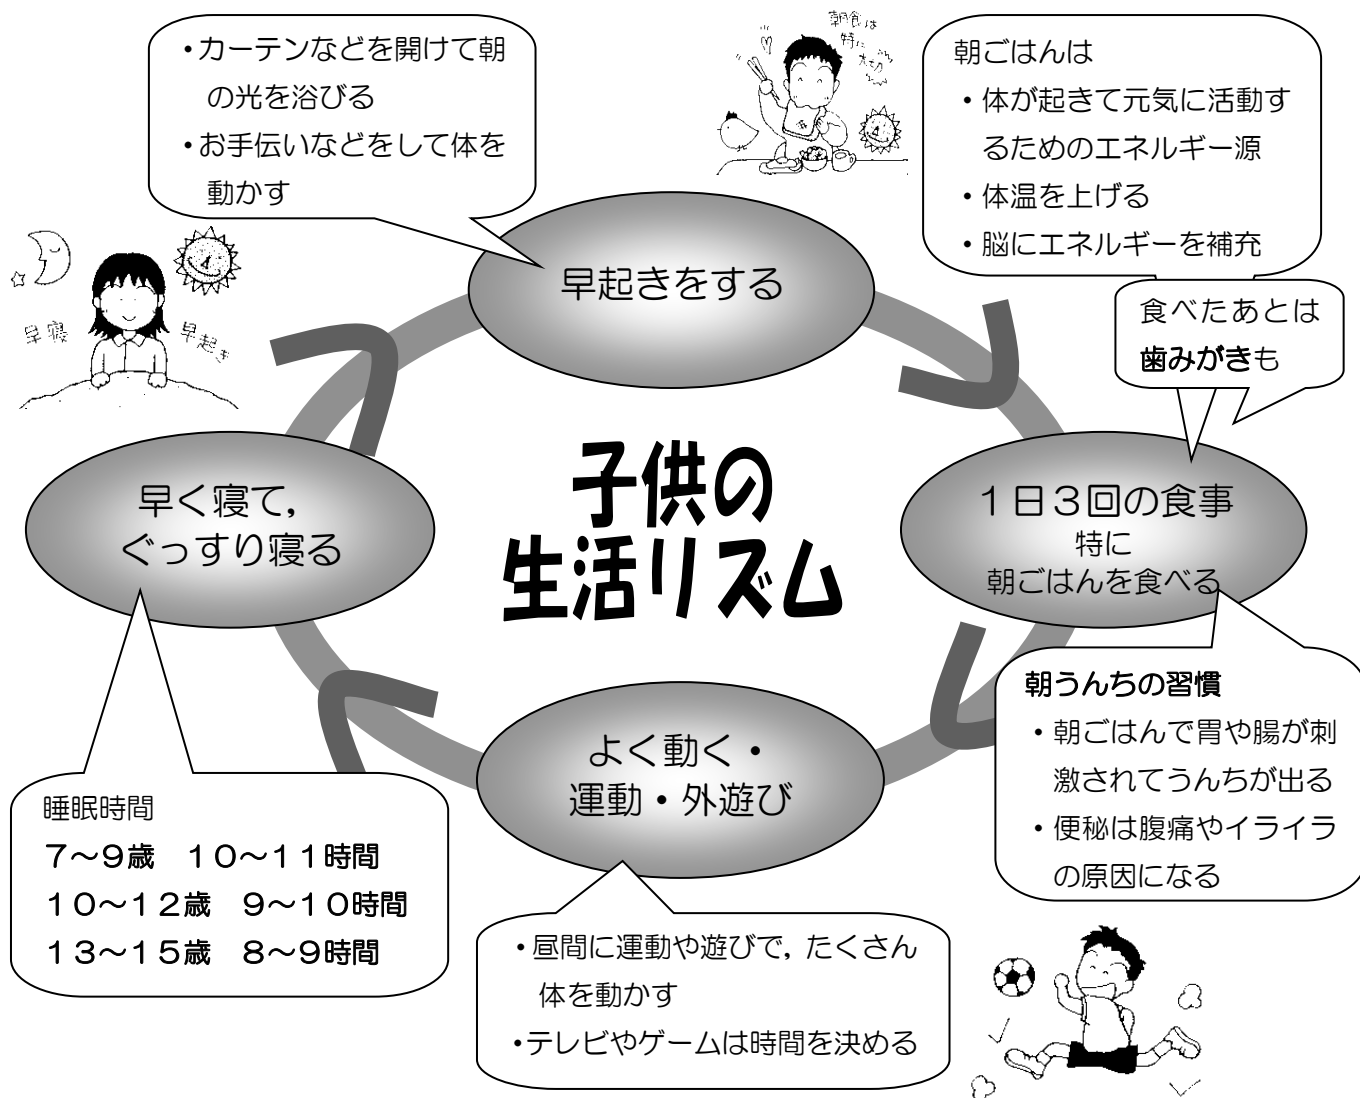 ・カーテンなどを開けて朝
の光を浴びる
・お手伝いなどをして体を
動かす
朝食は
特に
大切
朝ごはんは
・体が起きて元気に活動す
るためのエネルギー源
・体温を上げる
・脳にエネルギーを補充
早寝
早起き
早起きをする
食べたあとは
歯みがきも
子供の
生活リズム
早く寝て,
ぐっすり寝る
１日３回の食事
特に
朝ごはんを食べる
朝うんちの習慣
・朝ごはんで胃や腸が刺
激されてうんちが出る
・便秘は腹痛やイライラ
の原因になる
よく動く・
運動・外遊び
睡眠時間
７～９歳　１０～１１時間
１０～１２歳　９～１０時間
１３～１５歳　８～９時間
・昼間に運動や遊びで, たくさん
体を動かす
・テレビやゲームは時間を決める